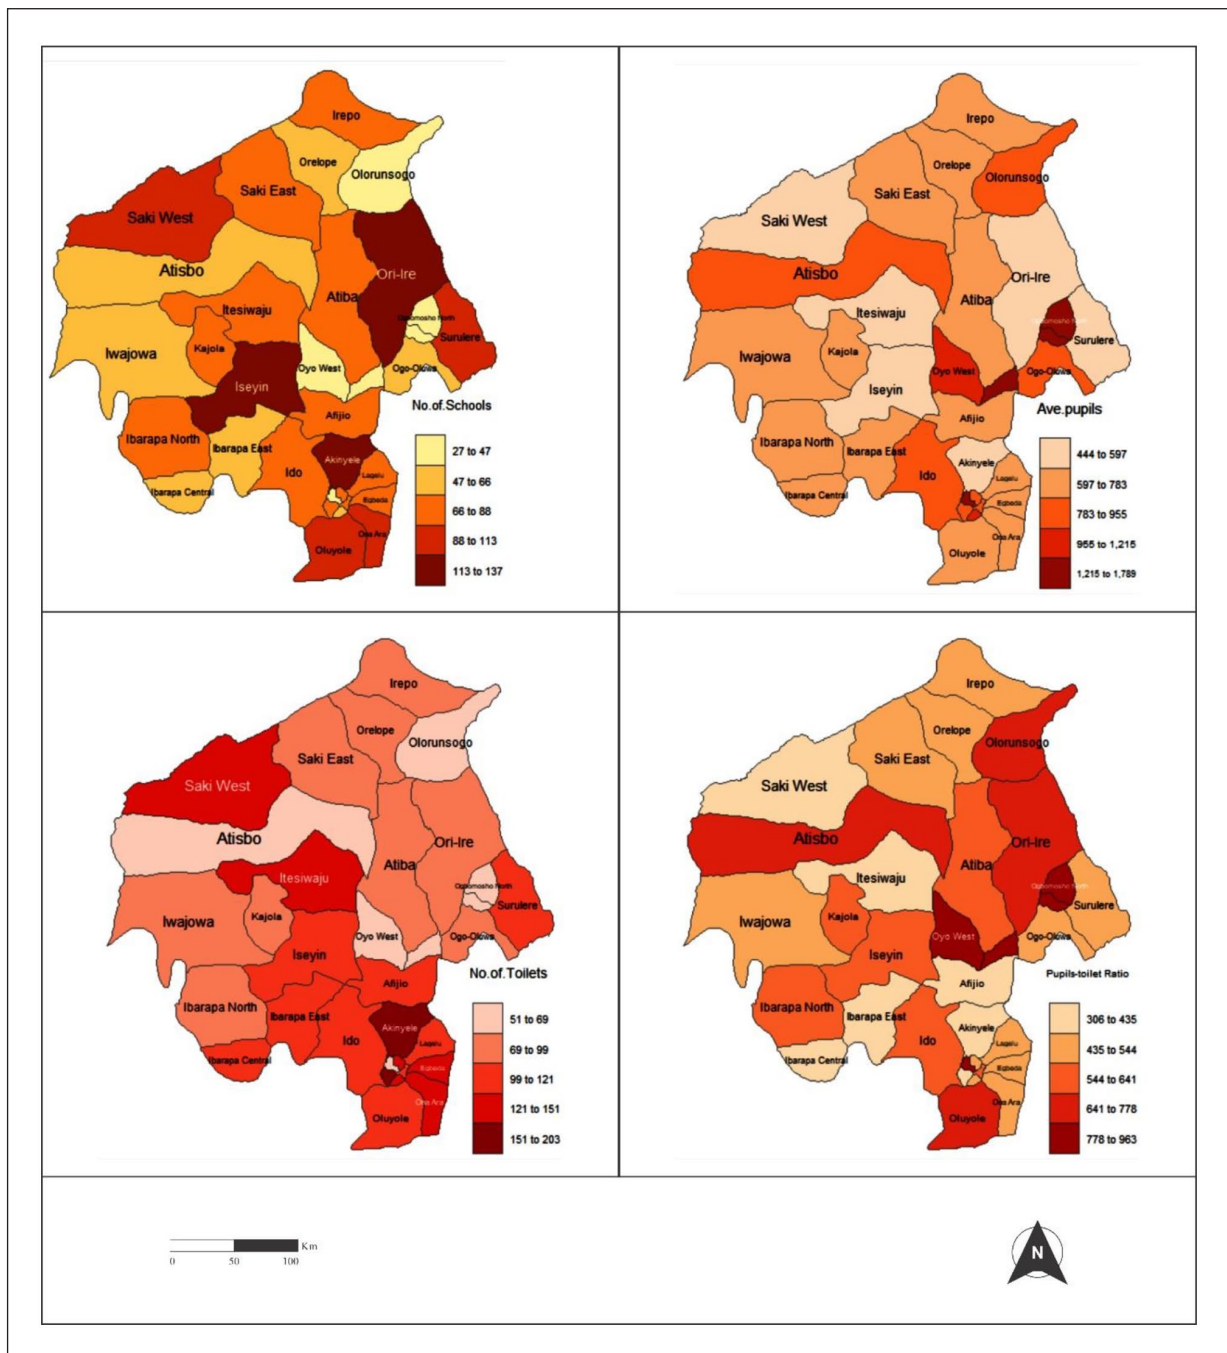 Irepo
Orelope
Olorunsogo
Saki East
Saki West
Atisbo
Ori-Ire
Atiba
Itesiwaju
Ogbomosho North
Surulere
Iwajowa
Kajola
Oyo West
Ogo-Oluwa
Iseyin
No.of.Schools
Afijio
Ibarapa North
Ibarapa East
Akinyele
Ido
Lagelu
Ibarapa Central
Egbeda
Ona Ara
Oluyole
27 to 47
47 to 66
66 to 88
88 to 113
113 to 137
Irepo
Orelope
Olorunsogo
Saki East
Saki West
Atisbo
Ori-Ire
Atiba
Itesiwaju
Ogbomosho North
Surulere
Iwajowa
Kajola
Oyo West
Ogo-Oluwa
Iseyin
Ave.pupils
Afijio
Ibarapa North
Ibarapa East
Akinyele
Ido
Lagelu
Ibarapa Central
Egbeda
Ona Ara
Oluyole
444 to 597
597 to 783
783 to 955
955 to 1,215
1,215 to 1,789
Irepo
Orelope
Olorunsogo
Saki East
Saki West
Atisbo
Ori-Ire
Atiba
Itesiwaju
Ogbomosho North
Surulere
Iwajowa
Kajola
Oyo West
Ogo-Oluwa
Iseyin
No.of.Toilets
Afijio
Ibarapa North
Ibarapa East
Akinyele
Ido
Lagelu
Ibarapa Central
Egbeda
Ona Ara
Oluyole
51 to 69
69 to 99
99 to 121
121 to 151
151 to 203
Irepo
Orelope
Olorunsogo
Saki East
Saki West
Atisbo
Ori-Ire
Atiba
Itesiwaju
Ogbomosho North
Surulere
Iwajowa
Kajola
Oyo West
Ogo-Oluwa
Iseyin
Pupils-toilet Ratio
Afijio
Ibarapa North
Ibarapa East
Akinyele
Ido
Lagelu
Ibarapa Central
Egbeda
Ona Ara
Oluyole
306 to 435
435 to 544
544 to 641
641 to 778
778 to 963
Km
0 50 100
N